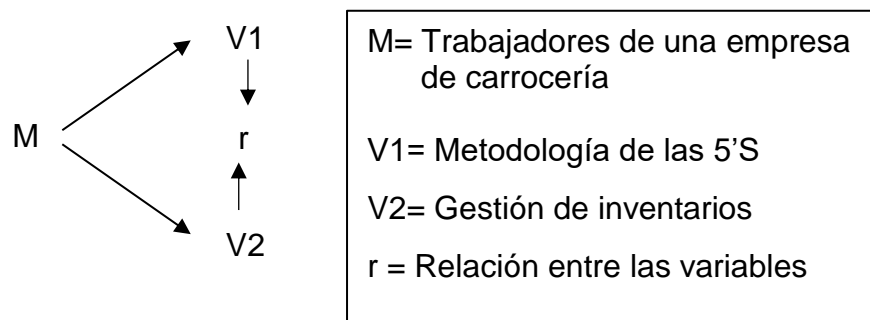 V1
M
r
V2
M= Trabajadores de una empresa
de carrocería
V1= Metodología de las 5'S
V2= Gestión de inventarios
r = Relación entre las variables